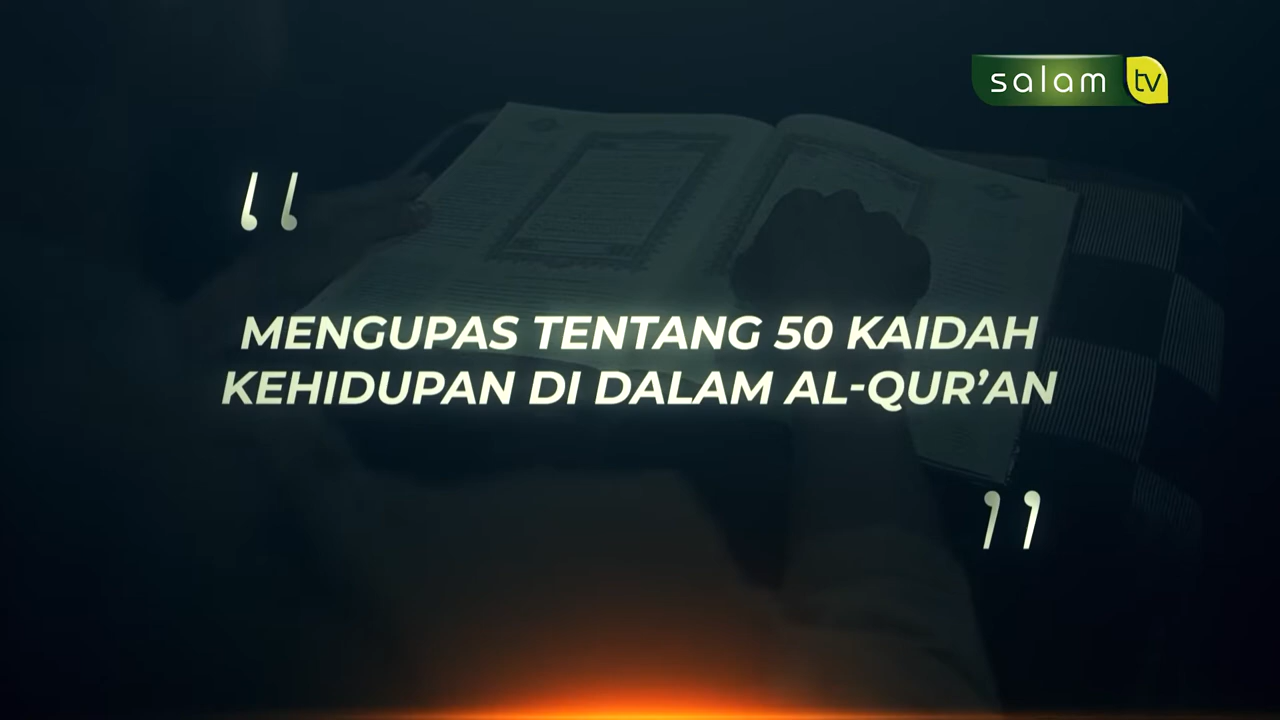 salam tv
“
MENGUPAS TENTANG 50 KAIDAH
KEHIDUPAN DI DALAM AL-QUR’AN
”